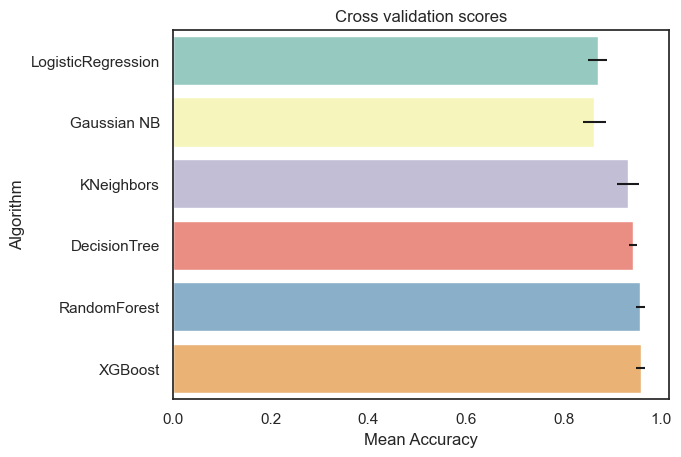 Cross validation scores
LogisticRegression
Gaussian NB
KNeighbors
DecisionTree
RandomForest
XGBoost
Algorithm
0.0 0.2 0.4 0.6 0.8 1.0
Mean Accuracy